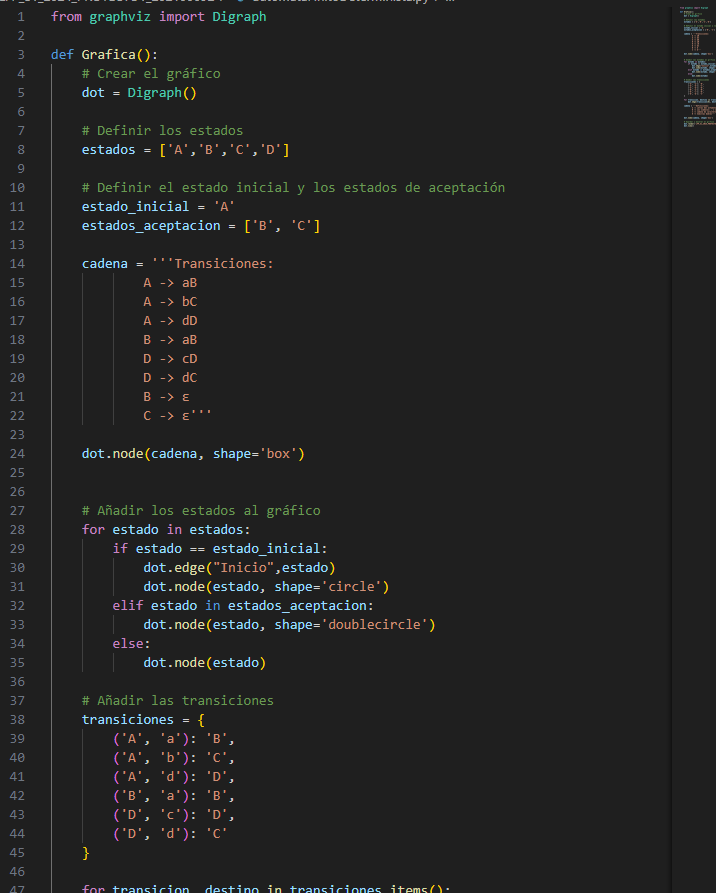 1 from graphviz import Digraph
2
3 def Grafica():
4     # Crear el gráfico
5     dot = Digraph()
6
7     # Definir los estados
8     estados = ['A','B','C','D']
9
10     # Definir el estado inicial y los estados de aceptación
11     estado_inicial = 'A'
12     estados_aceptacion = ['B', 'C']
13
14     cadena = '''Transiciones:
15             A -> aB
16             A -> bC
17             A -> dD
18             B -> aB
19             D -> cD
20             D -> dC
21             B -> ε
22             C -> ε'''
23
24     dot.node(cadena, shape='box')
25
26
27     # Añadir los estados al gráfico
28     for estado in estados:
29         if estado == estado_inicial:
30             dot.edge("Inicio",estado)
31             dot.node(estado, shape='circle')
32         elif estado in estados_aceptacion:
33             dot.node(estado, shape='doublecircle')
34         else:
35             dot.node(estado)
36
37     # Añadir las transiciones
38     transiciones = {
39         ('A', 'a'): 'B',
40         ('A', 'b'): 'C',
41         ('A', 'd'): 'D',
42         ('B', 'a'): 'B',
43         ('D', 'c'): 'D',
44         ('D', 'd'): 'C'
45     }
46
47     for transicion, destino in transiciones.items():